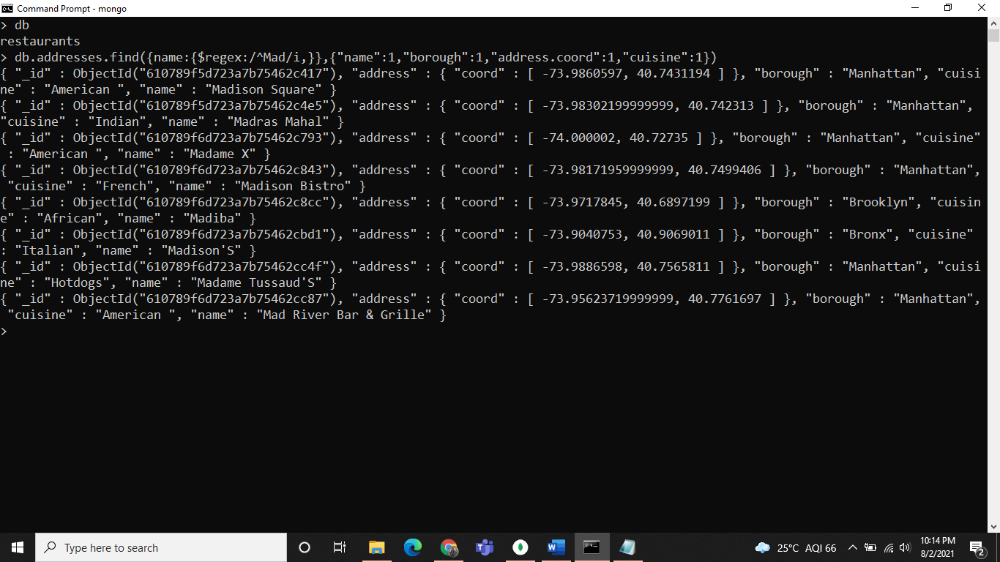 Command Prompt - mongo
> db
restaurants
> db.addresses.find({name:{$regex:/^Mad/i,}},{"name":1,"borough":1,"address.coord":1,"cuisine":1})
{ "_id" : ObjectId("610789f5d723a7b75462c417"), "address" : { "coord" : [ -73.9860597, 40.7431194 ] }, "borough" : "Manhattan", "cuisi
ne" : "American ", "name" : "Madison Square" }
{ "_id" : ObjectId("610789f5d723a7b75462c4e5"), "address" : { "coord" : [ -73.98302199999999, 40.742313 ] }, "borough" : "Manhattan",
"cuisine" : "Indian", "name" : "Madras Mahal" }
{ "_id" : ObjectId("610789f6d723a7b75462c793"), "address" : { "coord" : [ -74.000002, 40.72735 ] }, "borough" : "Manhattan", "cuisine"
 : "American ", "name" : "Madame X" }
{ "_id" : ObjectId("610789f6d723a7b75462c843"), "address" : { "coord" : [ -73.98171959999999, 40.7499406 ] }, "borough" : "Manhattan",
 "cuisine" : "French", "name" : "Madison Bistro" }
{ "_id" : ObjectId("610789f6d723a7b75462c8cc"), "address" : { "coord" : [ -73.9717845, 40.6897199 ] }, "borough" : "Brooklyn", "cuisin
e" : "African", "name" : "Madiba" }
{ "_id" : ObjectId("610789f6d723a7b75462cbd1"), "address" : { "coord" : [ -73.9040753, 40.9069011 ] }, "borough" : "Bronx", "cuisine"
: "Italian", "name" : "Madison'S" }
{ "_id" : ObjectId("610789f6d723a7b75462cc4f"), "address" : { "coord" : [ -73.9886598, 40.7565811 ] }, "borough" : "Manhattan", "cuisi
ne" : "Hotdogs", "name" : "Madame Tussaud'S" }
{ "_id" : ObjectId("610789f6d723a7b75462cc87"), "address" : { "coord" : [ -73.95623719999999, 40.7761697 ] }, "borough" : "Manhattan",
 "cuisine" : "American ", "name" : "Mad River Bar & Grille" }
>
Type here to search
25°C AQI 66
10:14 PM
8/2/2021
2